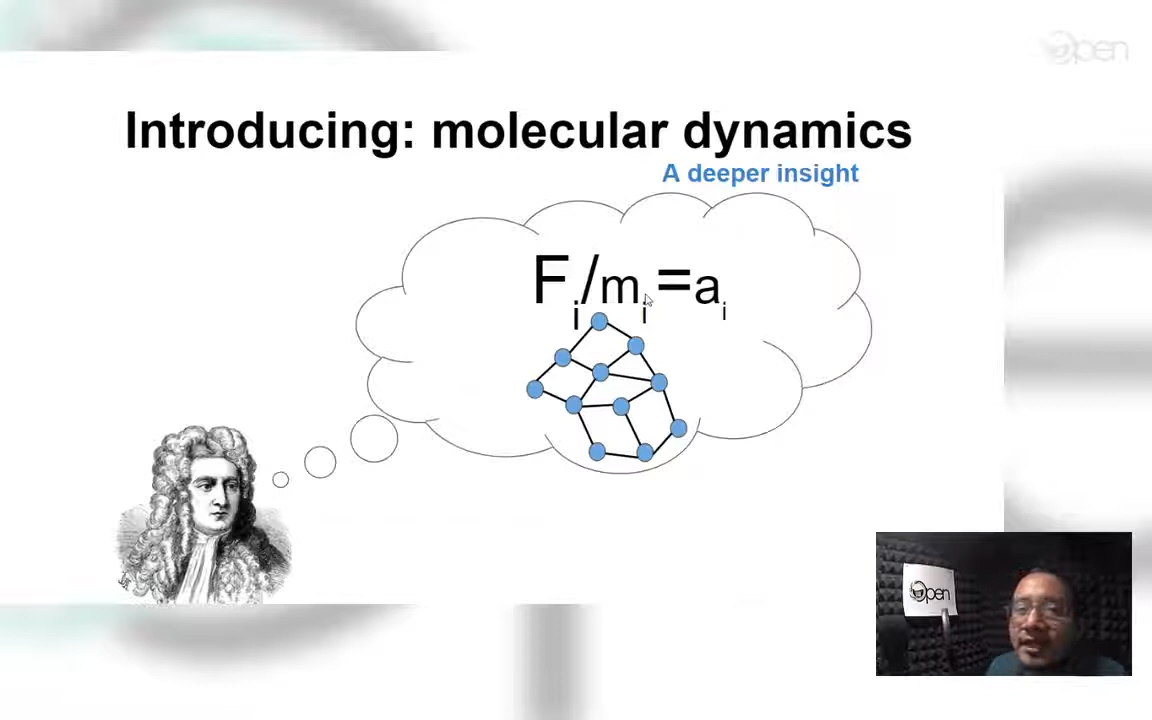 Open
Introducing: molecular dynamics
A deeper insight
Fi/mi=ai
Open